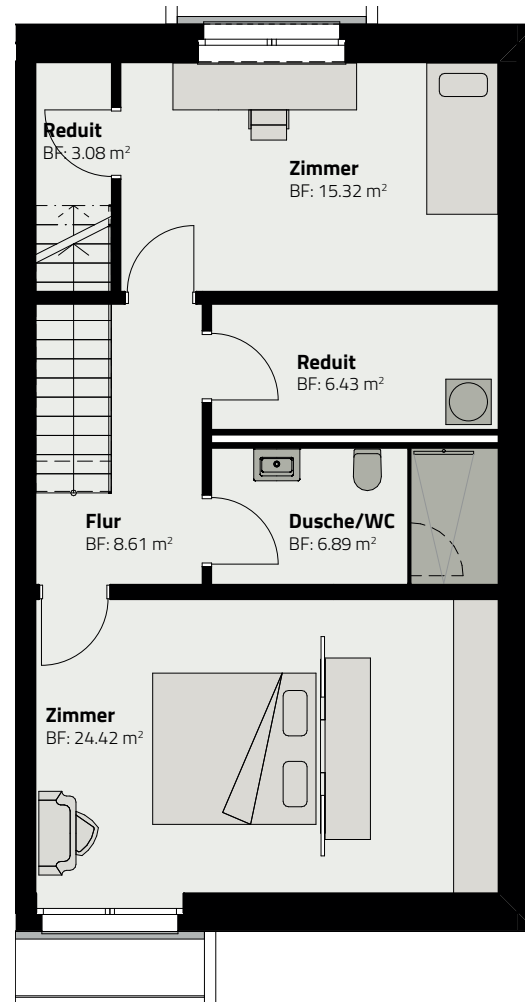 Reduit
BF: 3.08 m²
Zimmer
BF: 15.32 m²
Reduit
BF: 6.43 m²
Flur
BF: 8.61 m²
Dusche/WC
BF: 6.89 m²
Zimmer
BF: 24.42 m²